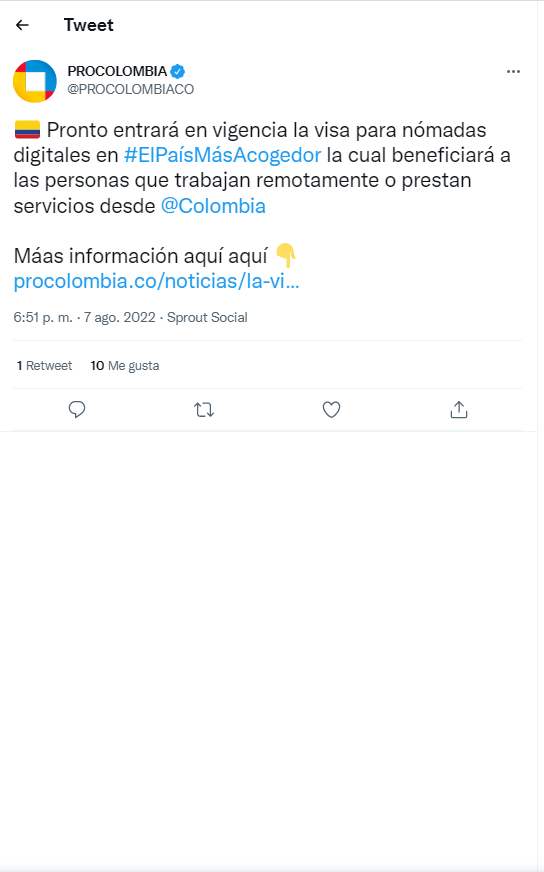 Tweet
PROCOLOMBIA
@PROCOLOMBIACO
🇨🇴 Pronto entrará en vigencia la visa para nómadas
digitales en #ElPaísMásAcogedor la cual beneficiará a
las personas que trabajan remotamente o prestan
servicios desde @Colombia
Máas información aquí aquí 👇
procolombia.co/noticias/la-vi...
6:51 p. m. · 7 ago. 2022 · Sprout Social
1 Retweet 10 Me gusta